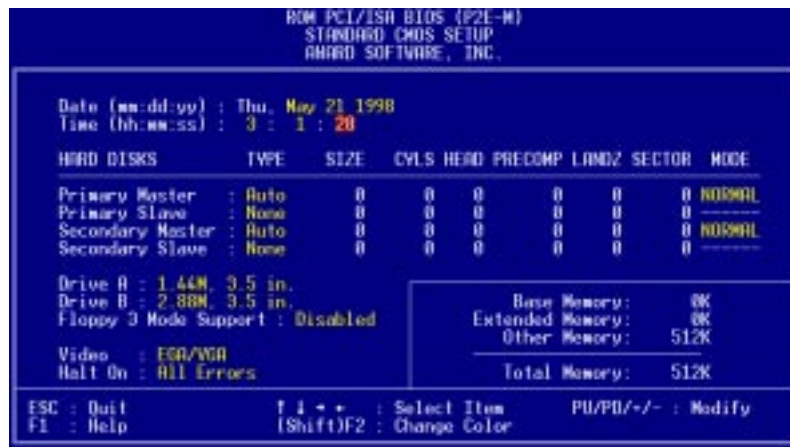 ROM PCI/ISA BIOS (P2E-M)
STANDARD CMOS SETUP
AWARD SOFTWARE, INC.
Date (mm:dd:yy) : Thu, May 21 1998
Time (hh:mm:ss) : 3 : 1 : 28
HARD DISKS TYPE SIZE CYLS HEAD PRECOMP LANDZ SECTOR MODE
Primary Master : Auto 0 0 0 0 0 0 NORMAL
Primary Slave : None 0 0 0 0 0 0 ------
Secondary Master : Auto 0 0 0 0 0 0 NORMAL
Secondary Slave : None 0 0 0 0 0 0 ------
Drive A : 1.44M, 3.5 in.
Drive B : 2.88M, 3.5 in.
Floppy 3 Mode Support : Disabled
Video : EGA/VGA
Halt On : All Errors
Base Memory: 0K
Extended Memory: 0K
Other Memory: 512K
Total Memory: 512K
ESC : Quit ↑ ↓ → ← : Select Item PU/PD/+/- : Modify
F1 : Help (Shift)F2 : Change Color